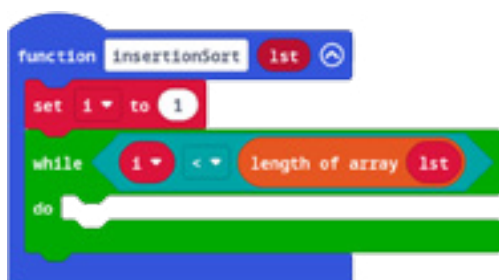 function insertionSort lst
set i to 1
while i < length of array lst
do